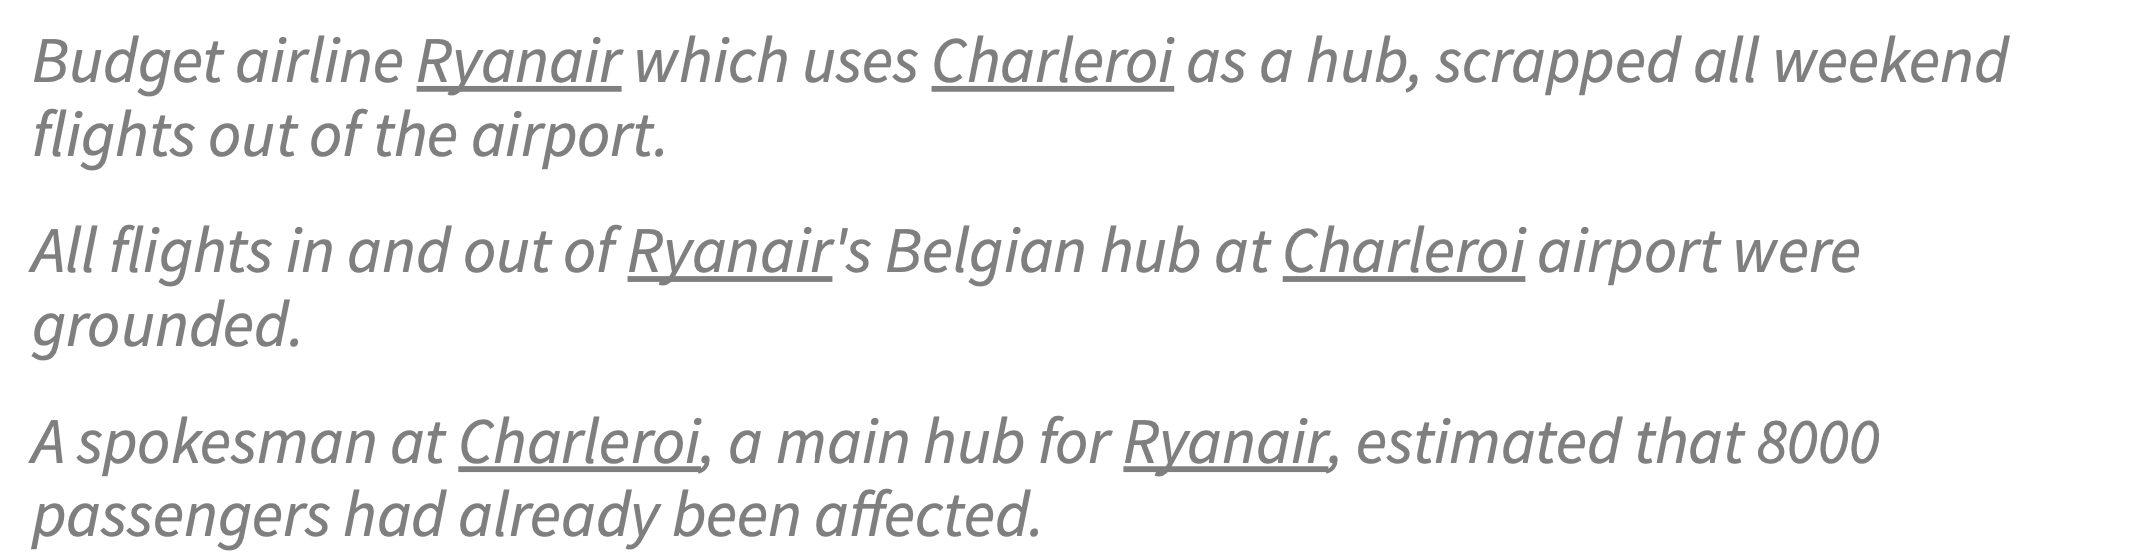 Budget airline Ryanair which uses Charleroi as a hub, scrapped all weekend
flights out of the airport.
All flights in and out of Ryanair's Belgian hub at Charleroi airport were
grounded.
A spokesman at Charleroi, a main hub for Ryanair, estimated that 8000
passengers had already been affected.